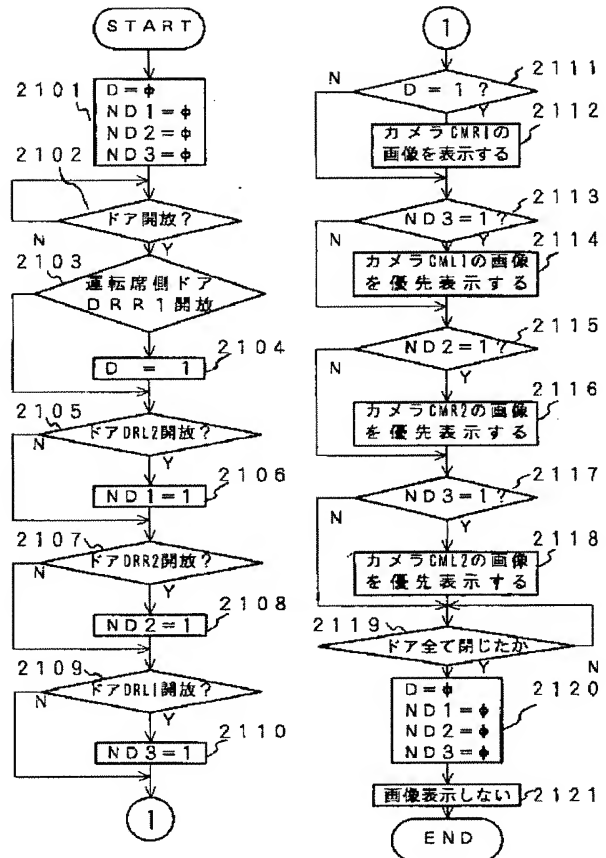 START
2101
D=φ
ND1=φ
ND2=φ
ND3=φ
2102
ドア開放?
N
Y
2103
運転席側ドア
DRR1開放
2104
D = 1
2105
ドアDRL2開放?
N
Y
2106
ND1=1
2107
ドアDRR2開放?
N
Y
2108
ND2=1
2109
ドアDRL1開放?
N
Y
2110
ND3=1
1
1
2111
N
D=1?
Y
2112
カメラCMR1の
画像を表示する
2113
ND3=1?
N
Y
2114
カメラCML1の画像
を優先表示する
2115
ND2=1?
N
Y
2116
カメラCMR2の画像
を優先表示する
2117
ND3=1?
N
Y
2118
カメラCML2の画像
を優先表示する
2119
ドア全て閉じたか
Y
N
2120
D=φ
ND1=φ
ND2=φ
ND3=φ
画像表示しない
2121
END